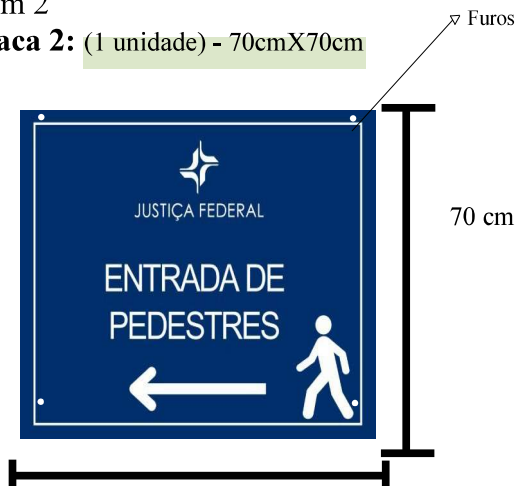 m 2
aca 2: (1 unidade) - 70cmX70cm
Furos
JUSTIÇA FEDERAL
ENTRADA DE
PEDESTRES
70 cm